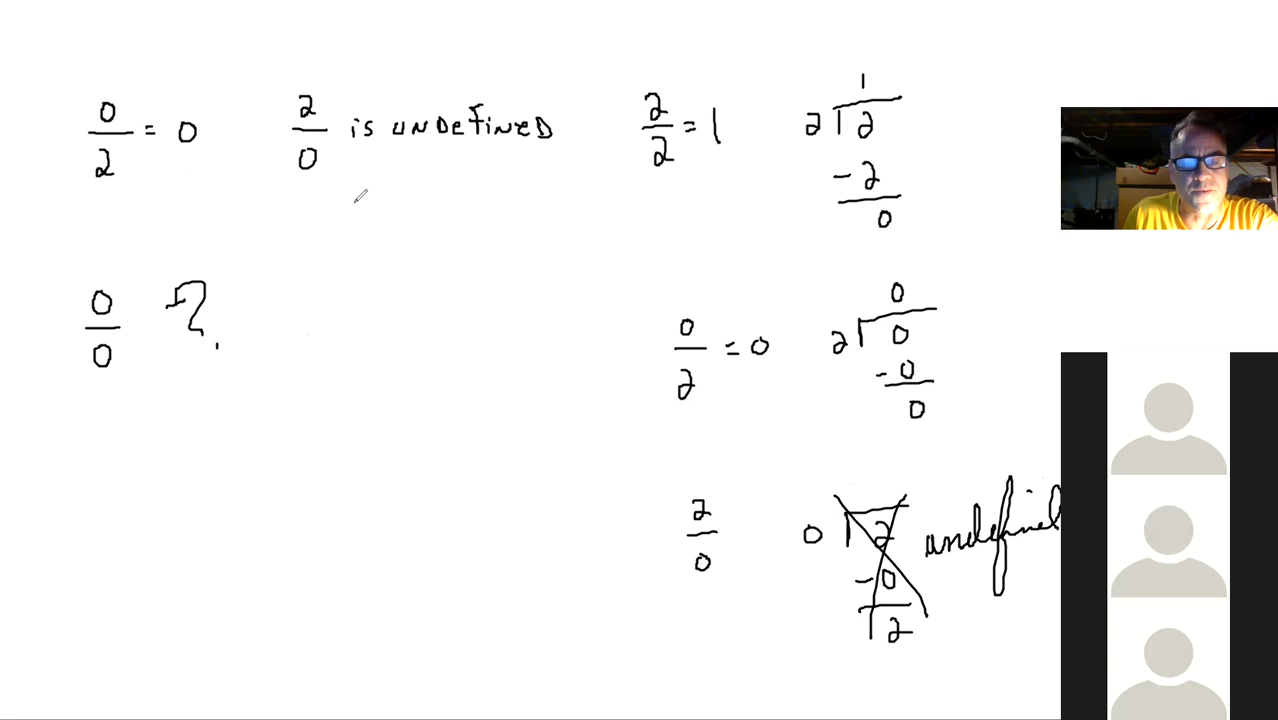 0/2 = 0
2/0 is undefined
2/2 = 1
1
2 2
- 2
0
0/0 ?
0/2 = 0
0
2 0
- 0
0
2/0
0 2 undefined
- 0
2